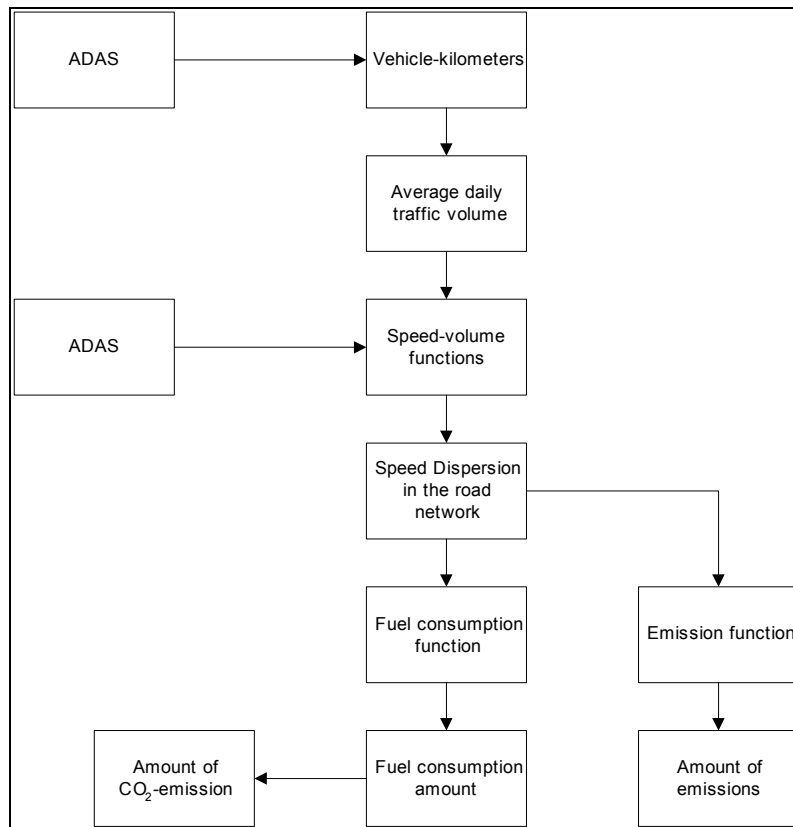 ADAS
Vehicle-kilometers
Average daily
traffic volume
ADAS
Speed-volume
functions
Speed Dispersion
in the road
network
Fuel consumption
function
Emission function
Amount of
CO₂-emission
Fuel consumption
amount
Amount of
emissions